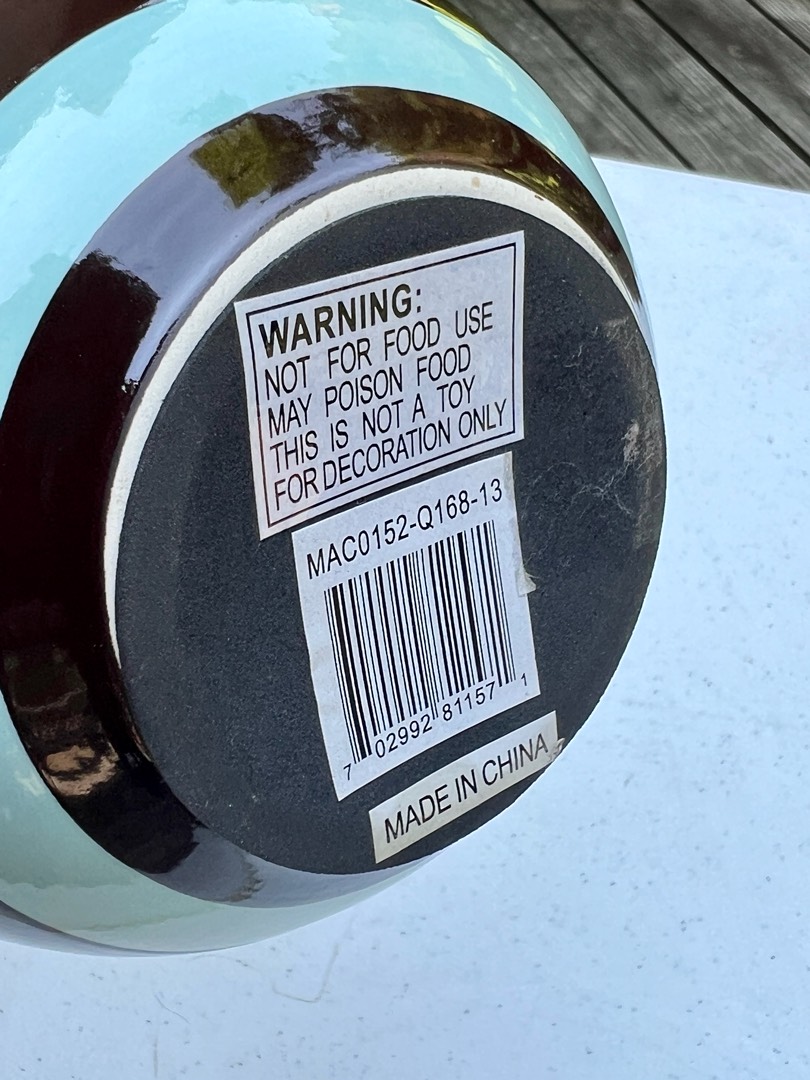 WARNING:
NOT FOR FOOD USE
MAY POISON FOOD
THIS IS NOT A TOY
FOR DECORATION ONLY
MAC0152-Q168-13
7 02992 81157 1
MADE IN CHINA